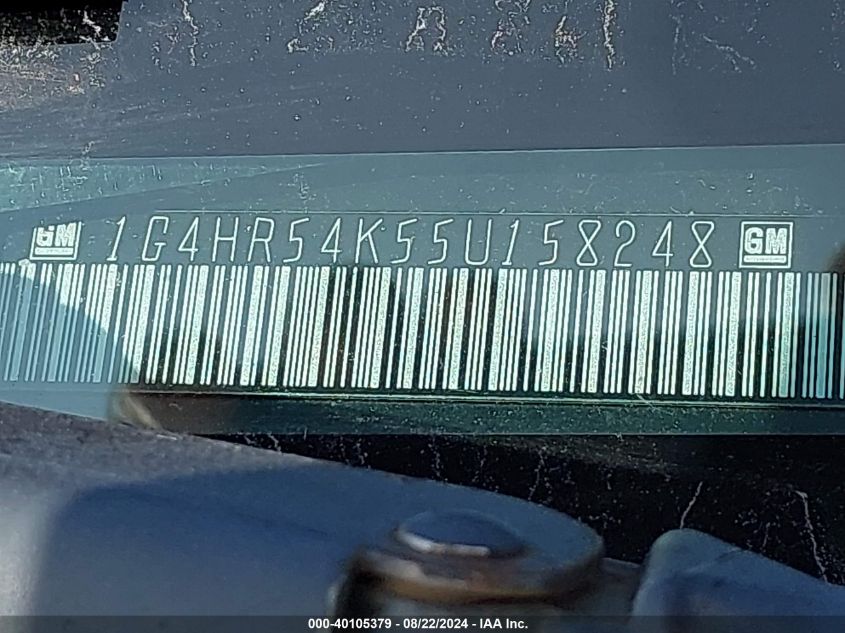 GM 1G4HR54K55U158248 GM
000-40105379 - 08/22/2024 - IAA Inc.